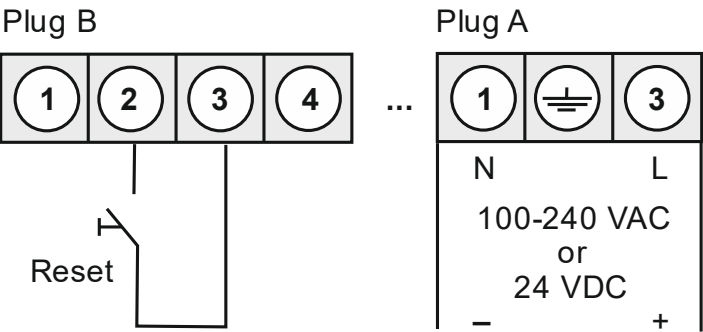 Plug B
Plug A
1 2 3 4 ... 1 3
N L
100-240 VAC
or
24 VDC
Reset
– +